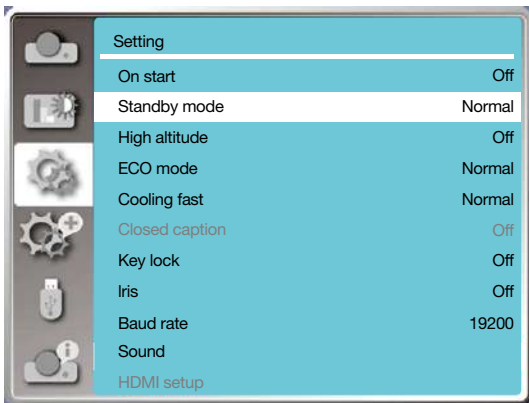 Setting
On start Off
Standby mode Normal
High altitude Off
ECO mode Normal
Cooling fast Normal
Closed caption Off
Key lock Off
Iris Off
Baud rate 19200
Sound
HDMI setup